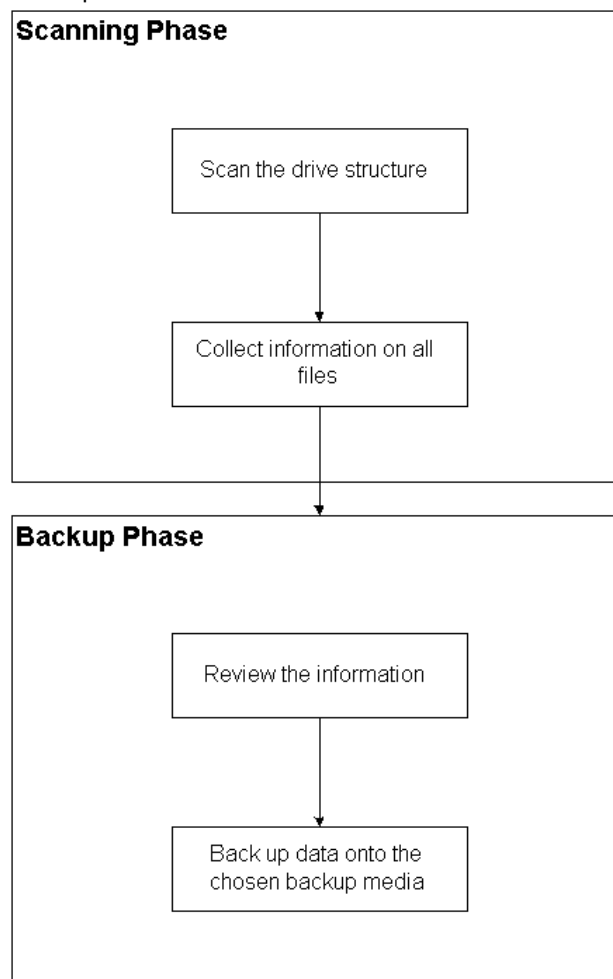 Scanning Phase
Scan the drive structure
Collect information on all
files
Backup Phase
Review the information
Back up data onto the
chosen backup media